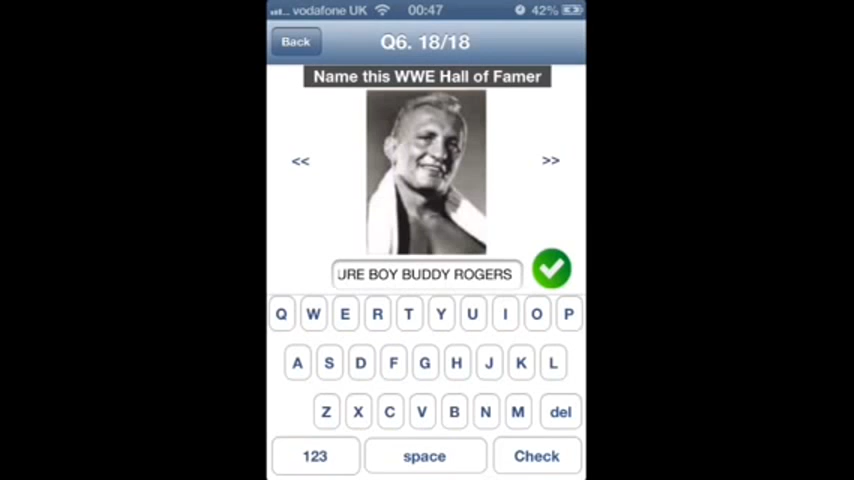 vodafone UK 00:47 42%
Back Q6. 18/18
Name this WWE Hall of Famer
<< >>
URE BOY BUDDY ROGERS
Q W E R T Y U I O P
A S D F G H J K L
Z X C V B N M del
123 space Check